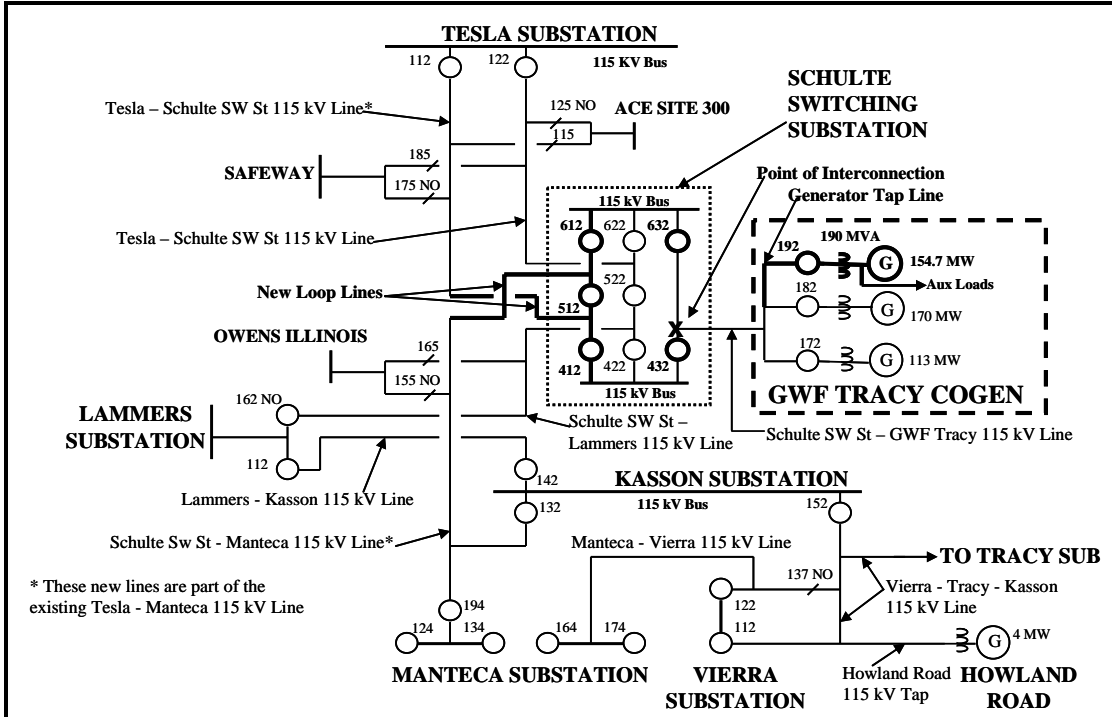 TESLA SUBSTATION
112
122
115 KV Bus
SCHULTE
SWITCHING
SUBSTATION
Tesla – Schulte SW St 115 kV Line*
125 NO
ACE SITE 300
115
185
SAFEWAY
175 NO
Point of Interconnection
Generator Tap Line
115 kV Bus
612
622
632
192
190 MVA
G
154.7 MW
Aux Loads
Tesla – Schulte SW St 115 kV Line
New Loop Lines
522
512
182
G
170 MW
X
OWENS ILLINOIS
165
155 NO
412
422
432
172
G
113 MW
115 kV Bus
GWF TRACY COGEN
LAMMERS
SUBSTATION
162 NO
112
Schulte SW St –
Lammers 115 kV Line
Schulte SW St – GWF Tracy 115 kV Line
Lammers - Kasson 115 kV Line
142
KASSON SUBSTATION
132
115 kV Bus
152
Schulte Sw St - Manteca 115 kV Line*
Manteca - Vierra 115 kV Line
TO TRACY SUB
137 NO
Vierra - Tracy - Kasson
115 kV Line
* These new lines are part of the
existing Tesla - Manteca 115 kV Line
194
122
112
124
134
164
174
G
4 MW
MANTECA SUBSTATION
VIERRA
SUBSTATION
Howland Road
115 kV Tap
HOWLAND
ROAD